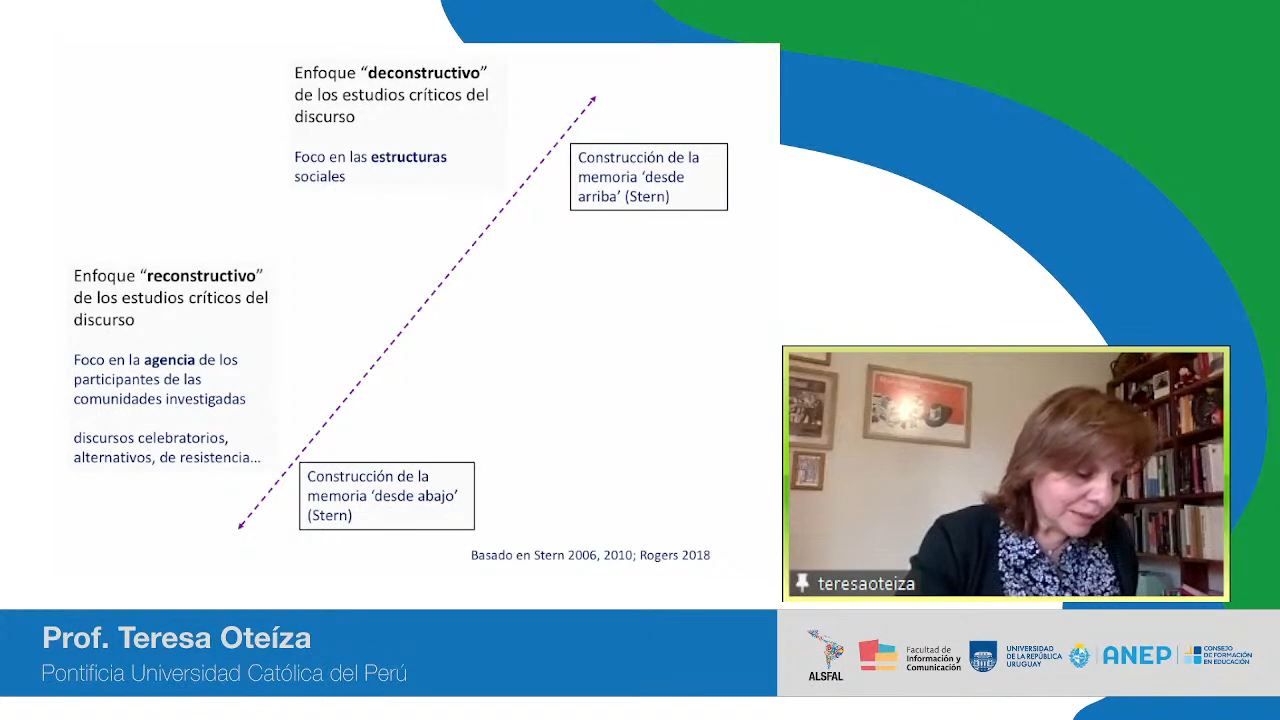 Enfoque “deconstructivo”
de los estudios críticos del
discurso
Foco en las estructuras
sociales
Construcción de la
memoria ‘desde
arriba’ (Stern)
Enfoque “reconstructivo”
de los estudios críticos del
discurso
Foco en la agencia de los
participantes de las
comunidades investigadas
discursos celebratorios,
alternativos, de resistencia...
Construcción de la
memoria ‘desde abajo’
(Stern)
Basado en Stern 2006, 2010; Rogers 2018
teresaoteiza
Prof. Teresa Oteíza
Pontificia Universidad Católica del Perú
ALSFAL
Facultad de
Información y
Comunicación
UNIVERSIDAD
DE LA REPÚBLICA
URUGUAY
ANEP
CONSEJO
DE FORMACIÓN
EN EDUCACIÓN